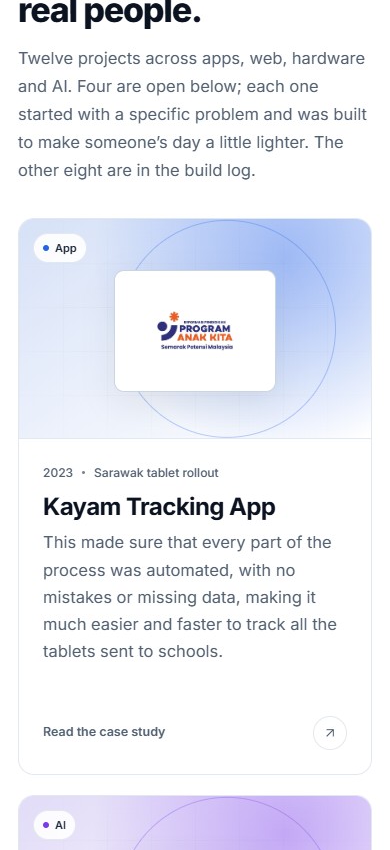 real people.
Twelve projects across apps, web, hardware
and AI. Four are open below; each one
started with a specific problem and was built
to make someone’s day a little lighter. The
other eight are in the build log.
App
PROGRAM
ANAK KITA
Semarak Potensi Malaysia
2023 • Sarawak tablet rollout
Kayam Tracking App
This made sure that every part of the
process was automated, with no
mistakes or missing data, making it
much easier and faster to track all the
tablets sent to schools.
Read the case study
AI